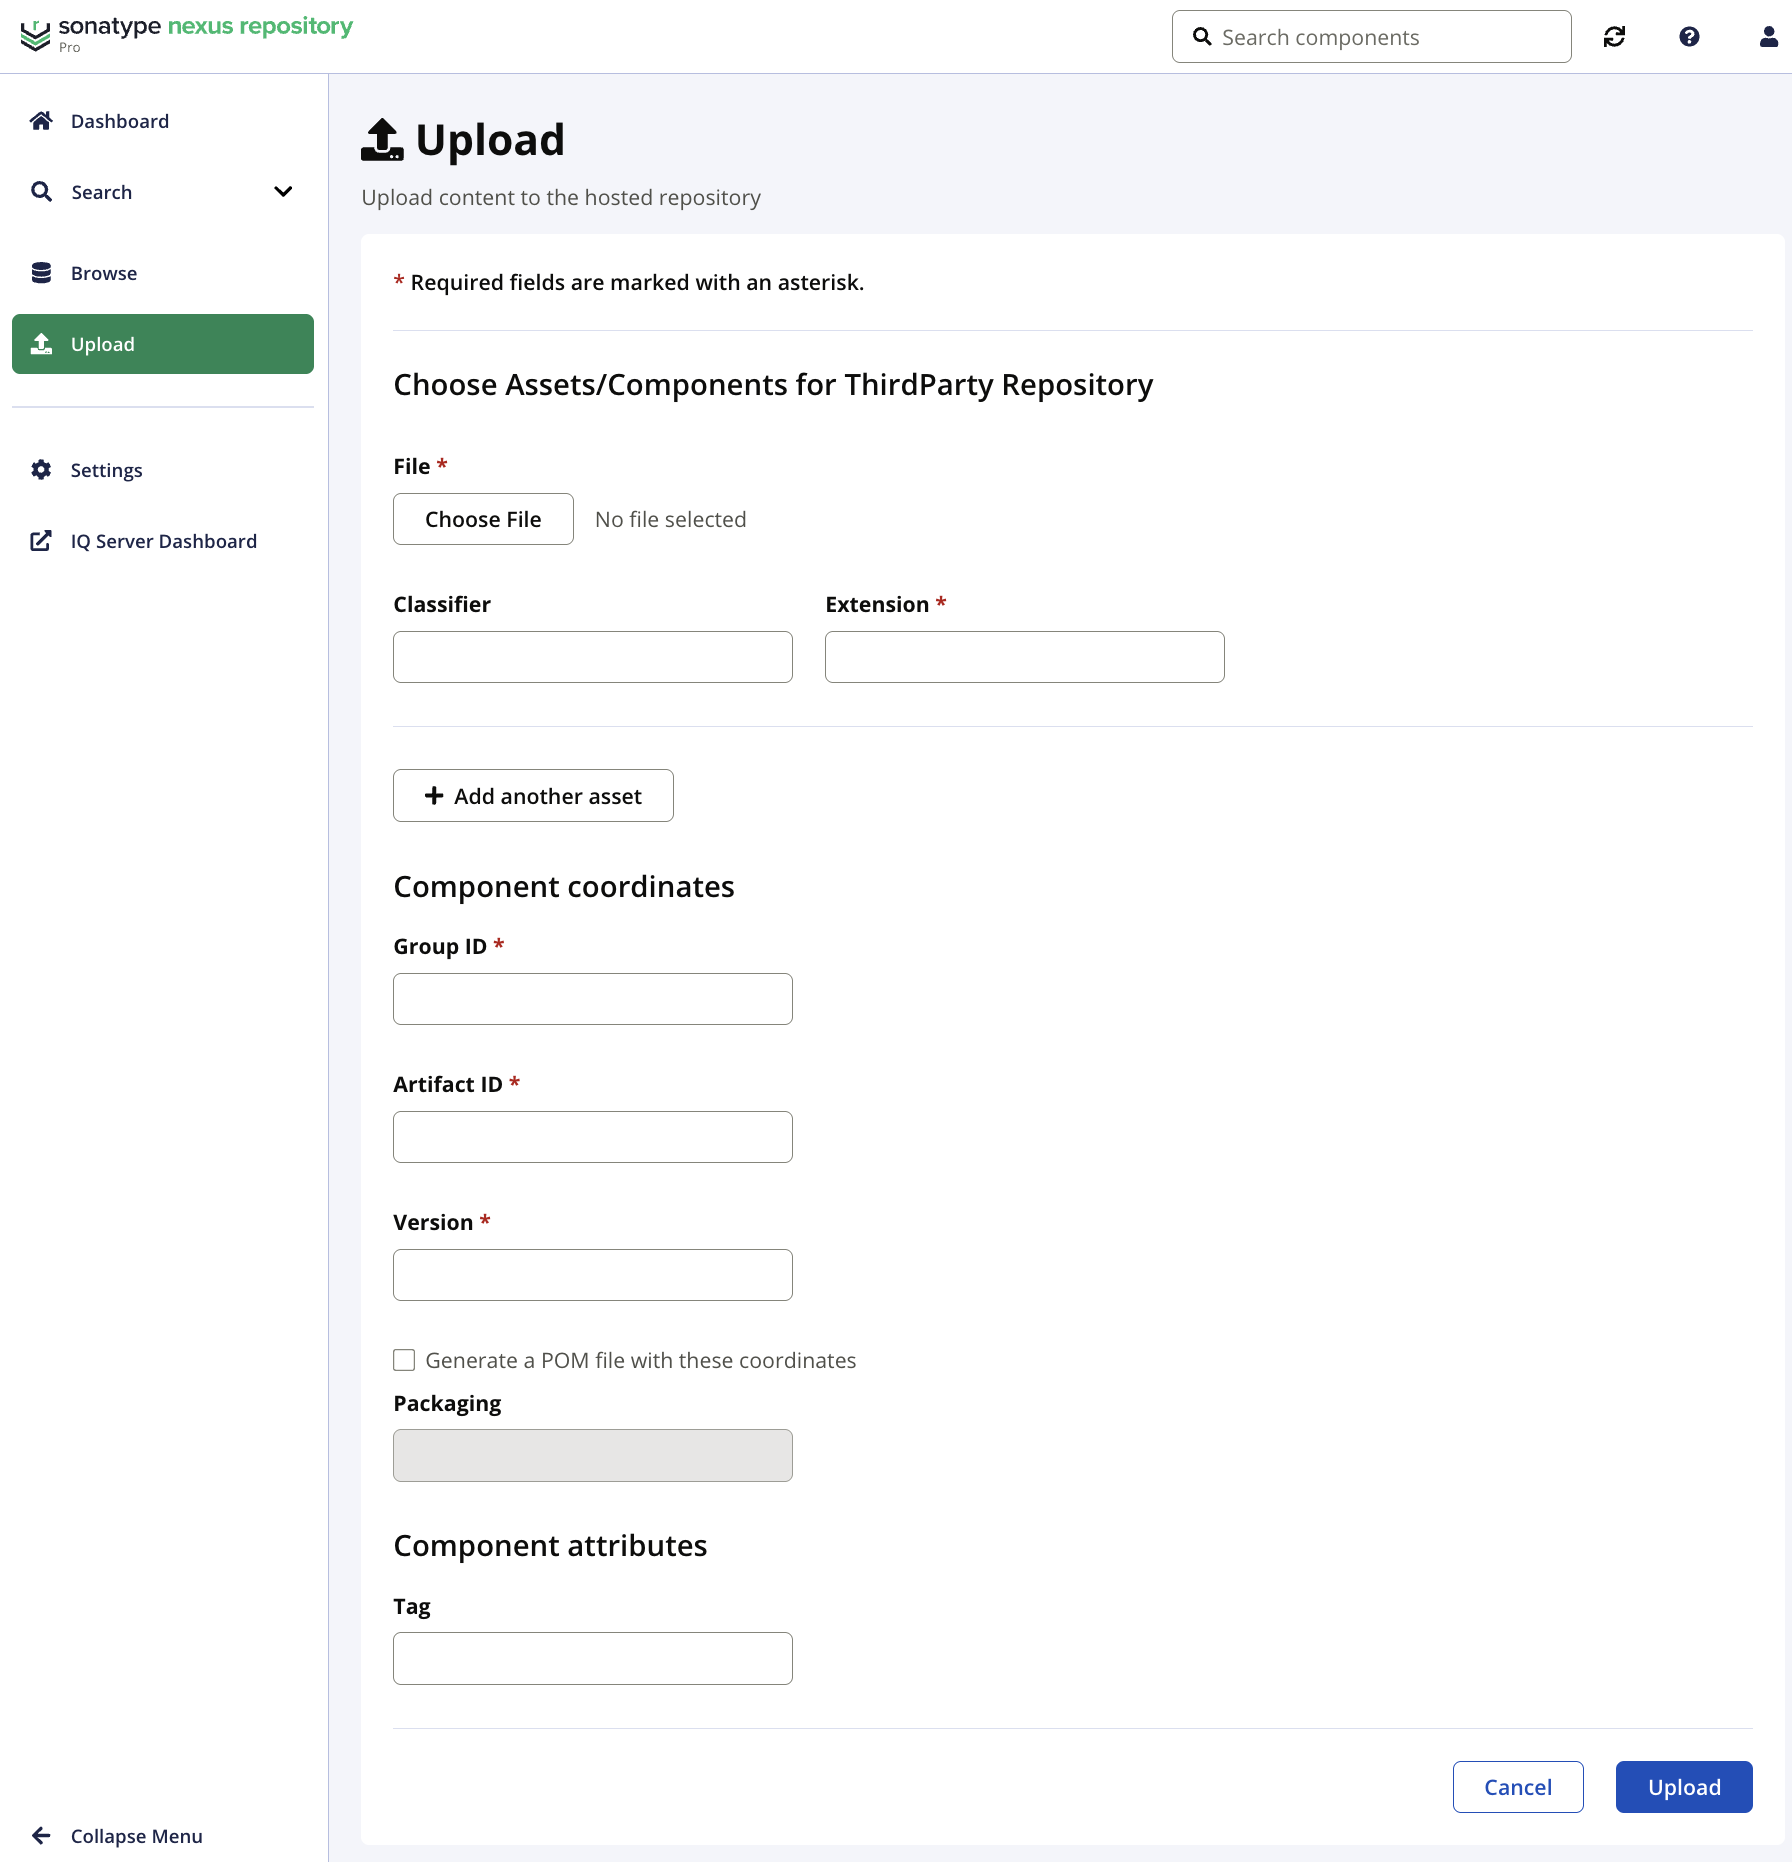 sonatype nexus repository
Pro
Search components
Dashboard
Search
Browse
Upload
Settings
IQ Server Dashboard
Collapse Menu
Upload
Upload content to the hosted repository
* Required fields are marked with an asterisk.
Choose Assets/Components for ThirdParty Repository
File *
Choose File No file selected
Classifier Extension *
Add another asset
Component coordinates
Group ID *
Artifact ID *
Version *
Generate a POM file with these coordinates
Packaging
Component attributes
Tag
Cancel Upload